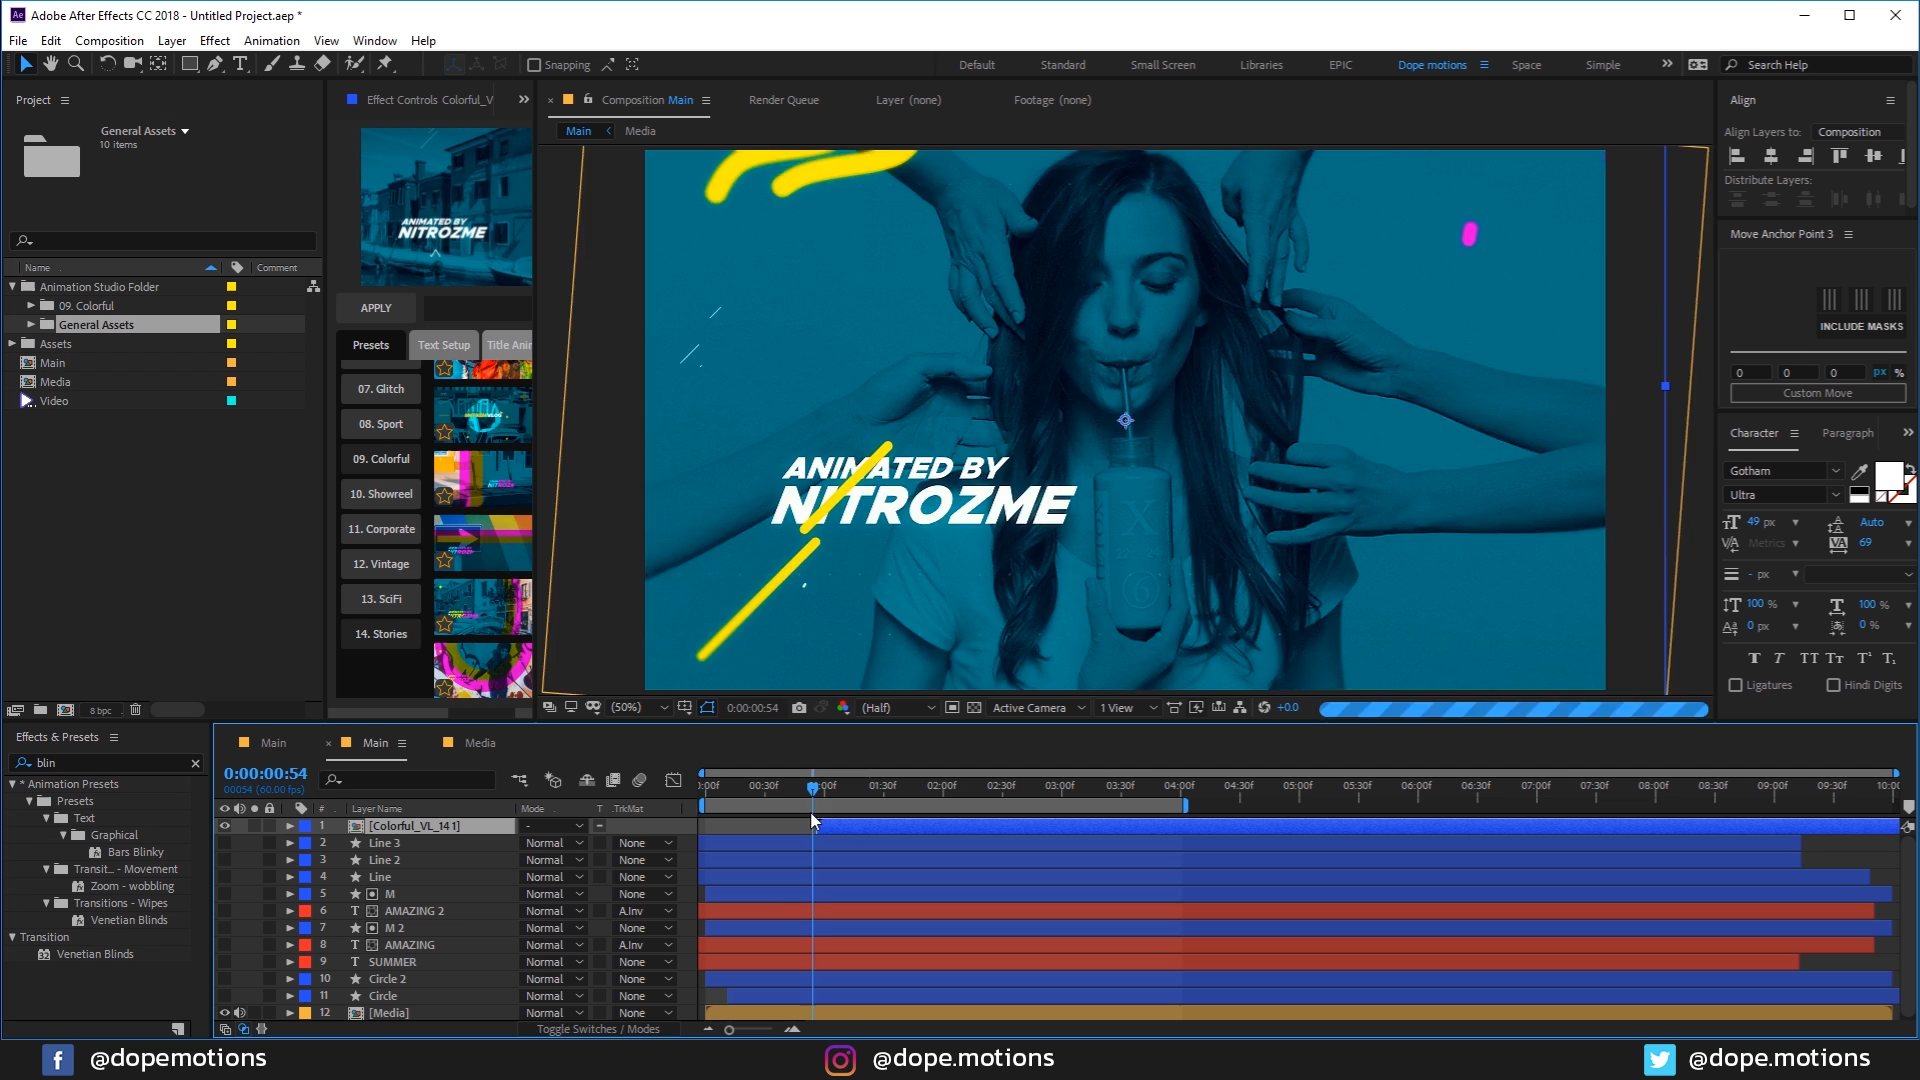 Ae Adobe After Effects CC 2018 - Untitled Project.aep *
File Edit Composition Layer Effect Animation View Window Help
Snapping Default Standard Small Screen Libraries EPIC Dope motions Space Simple Search Help
Project
General Assets
10 items
Name Comment
Animation Studio Folder
09. Colorful
General Assets
Assets
Main
Media
Video
8 bpc
Effect Controls Colorful_V
ANIMATED BY
NITROZME
APPLY
Presets Text Setup Title Anir
07. Glitch
08. Sport
09. Colorful
10. Showreel
11. Corporate
12. Vintage
13. SciFi
14. Stories
Composition Main Render Queue Layer (none) Footage (none)
Main Media
ANIMATED BY
NITROZME
(50%) 0:00:00:54 (Half) Active Camera 1 View +0.0
Align
Align Layers to: Composition
Distribute Layers:
Move Anchor Point 3
INCLUDE MASKS
0 0 0 px %
Custom Move
Character Paragraph
Gotham
Ultra
49 px Auto
Metrics 69
- px
100 % 100 %
0 px 0 %
Ligatures Hindi Digits
Effects & Presets
blin
* Animation Presets
Presets
Text
Graphical
Bars Blinky
Transit... - Movement
Zoom - wobbling
Transitions - Wipes
Venetian Blinds
Transition
Venetian Blinds
Main Main Media
0:00:00:54
00054 (60.00 fps)
:00f 00:30f 01:00f 01:30f 02:00f 02:30f 03:00f 03:30f 04:00f 04:30f 05:00f 05:30f 06:00f 06:30f 07:00f 07:30f 08:00f 08:30f 09:00f 09:30f 10:00
# Layer Name Mode T .TrkMat
1 [Colorful_VL_141] -
2 Line 3 Normal None
3 Line 2 Normal None
4 Line Normal None
5 M Normal None
6 T AMAZING 2 Normal A.Inv
7 M 2 Normal None
8 T AMAZING Normal A.Inv
9 T SUMMER Normal None
10 Circle 2 Normal None
11 Circle Normal None
12 [Media] Normal None
Toggle Switches / Modes
@dopemotions @dope.motions @dope.motions